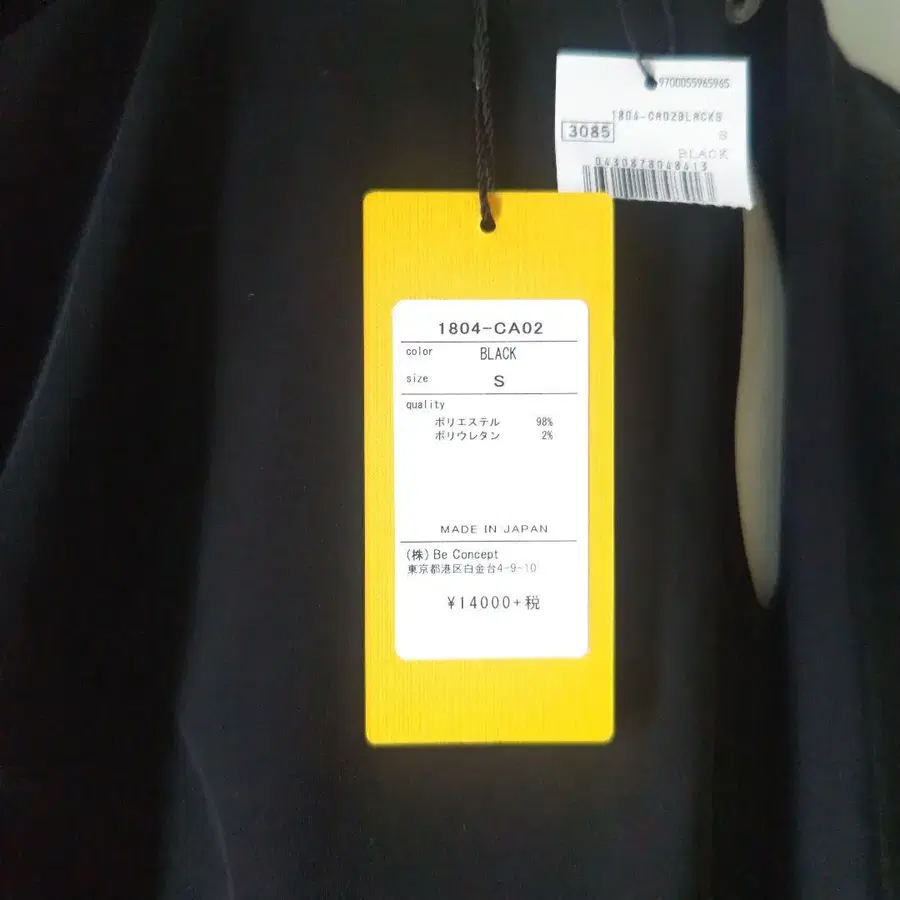 9700055965965
1804-CA02BLACKS
3085
S
BLACK
0430878048413
1804-CA02
color BLACK
size S
quality
ポリエステル 98%
ポリウレタン 2%
MADE IN JAPAN
(株) Be Concept
東京都港区白金台4-9-10
¥14000+税